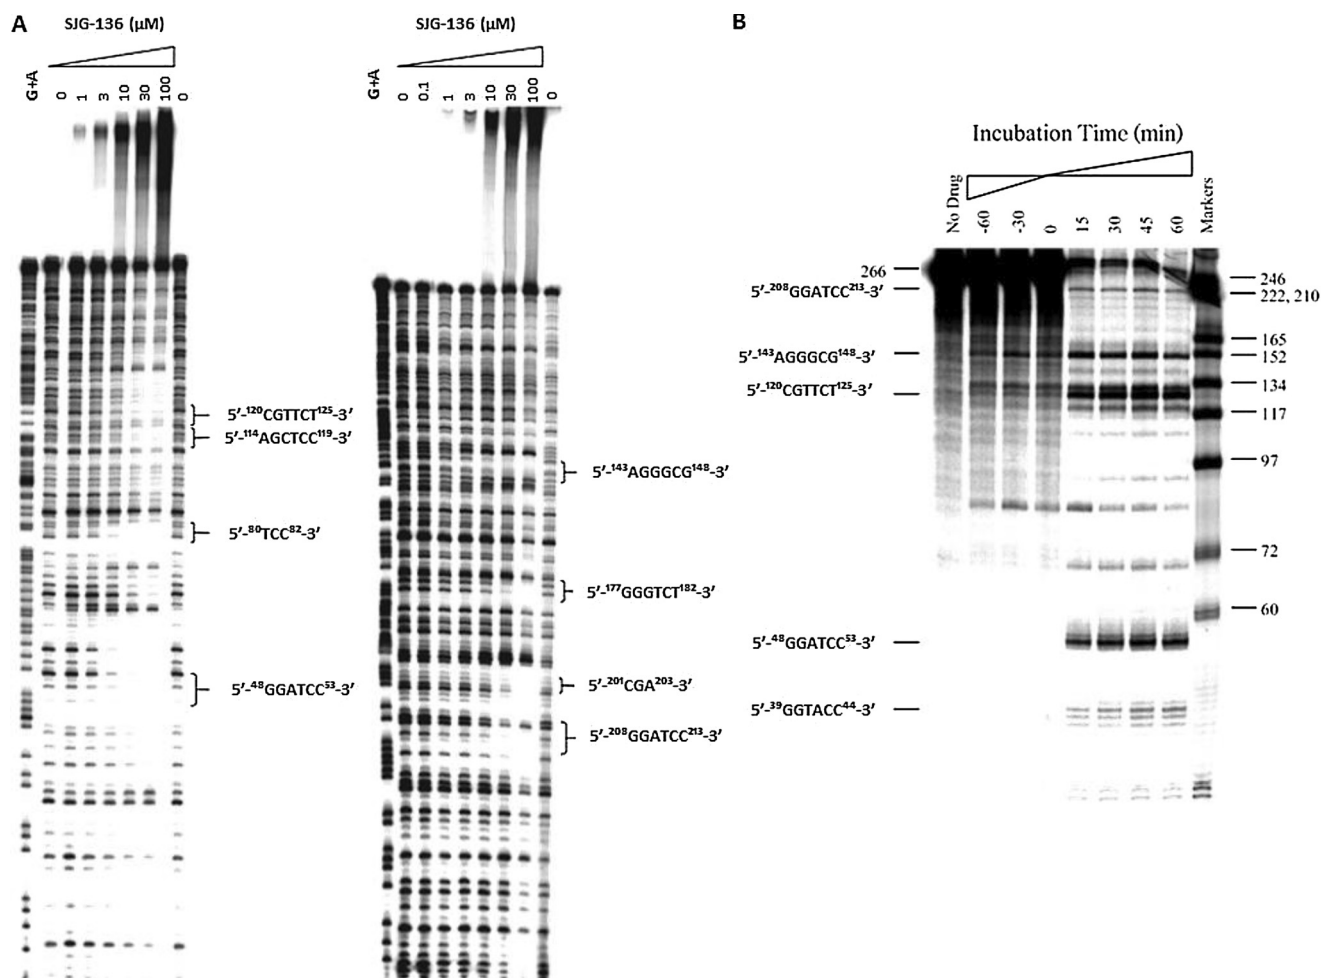 A
SJG-136 (µM)
G+A
0
1
3
10
30
100
0
5′-¹²⁰CGTTCT¹²⁵-3′
5′-¹¹⁴AGCTCC¹¹⁹-3′
5′-⁸⁰TCC⁸²-3′
5′-⁴⁸GGATCC⁵³-3′
SJG-136 (µM)
G+A
0
0.1
1
3
10
30
100
0
5′-¹⁴³AGGGCG¹⁴⁸-3′
5′-¹⁷⁷GGGTCT¹⁸²-3′
5′-²⁰¹CGA²⁰³-3′
5′-²⁰⁸GGATCC²¹³-3′
B
Incubation Time (min)
No Drug
-60
-30
0
15
30
45
60
Markers
266
5′-²⁰⁸GGATCC²¹³-3′
5′-¹⁴³AGGGCG¹⁴⁸-3′
5′-¹²⁰CGTTCT¹²⁵-3′
5′-⁴⁸GGATCC⁵³-3′
5′-³⁹GGTACC⁴⁴-3′
246
222, 210
165
152
134
117
97
72
60